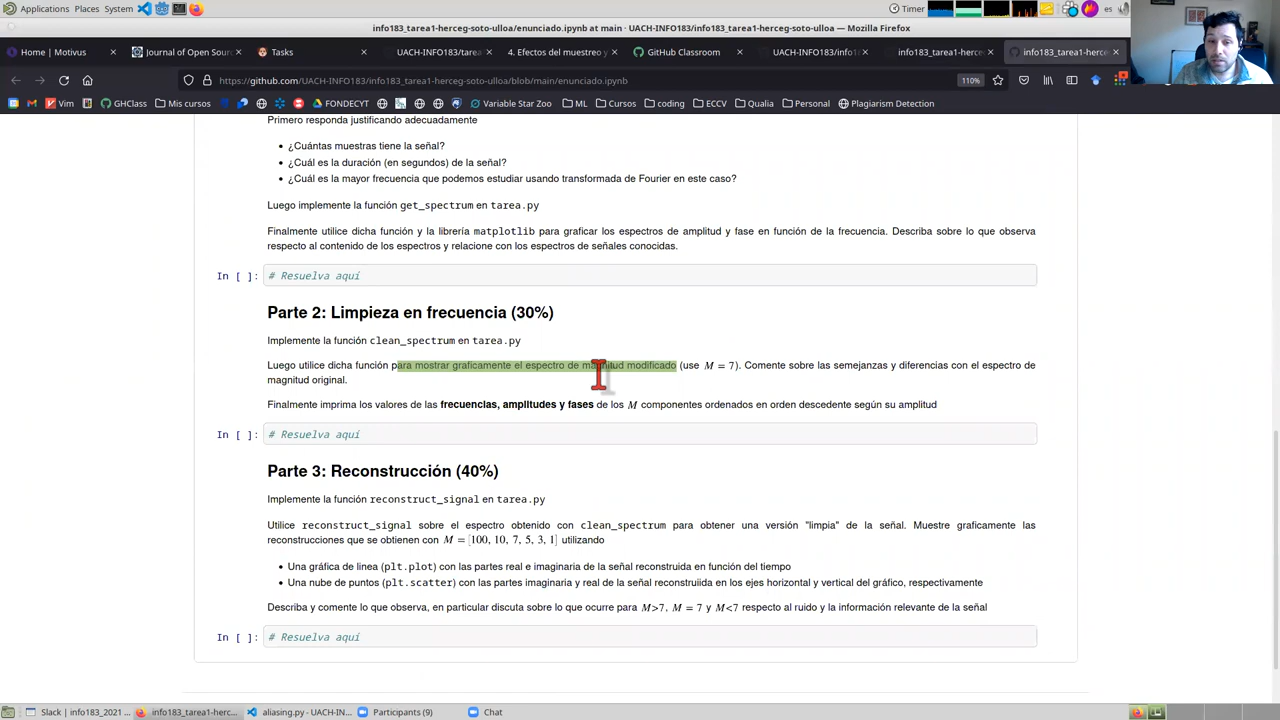 Applications Places System
Timer
es
info183_tarea1-herceg-soto-ulloa/enunciado.ipynb at main — Mozilla Firefox
Home | Motivus
Journal of Open Sour
Tasks
UACH-INFO183/tarea
Efectos del muestreo y
GitHub Classroom
UACH-INFO183/info18
info183_tarea1-herce
info183_tarea1-herce
https://github.com/UACH-INFO183/info183_tarea1-herceg-soto-ulloa/blob/main/enunciado.ipynb
110%
Vim GHClass Mis cursos FONDECYT Variable Star Zoo ML Cursos coding ECCV Qualia Personal Plagiarism Detection
Primero responda justificando adecuadamente
• ¿Cuántas muestras tiene la señal?
• ¿Cuál es la duración (en segundos) de la señal?
• ¿Cuál es la mayor frecuencia que podemos estudiar usando transformada de Fourier en este caso?
Luego implemente la función get_spectrum en tarea.py
Finalmente utilice dicha función y la librería matplotlib para graficar los espectros de amplitud y fase en función de la frecuencia. Describa sobre lo que observa
respecto al contenido de los espectros y relacione con los espectros de señales conocidas.
In [ ]: # Resuelva aquí
Parte 2: Limpieza en frecuencia (30%)
Implemente la función clean_spectrum en tarea.py
Luego utilice dicha función para mostrar graficamente el espectro de magnitud modificado (use M = 7). Comente sobre las semejanzas y diferencias con el espectro de
magnitud original.
Finalmente imprima los valores de las frecuencias, amplitudes y fases de los M componentes ordenados en orden descendente según su amplitud
In [ ]: # Resuelva aquí
Parte 3: Reconstrucción (40%)
Implemente la función reconstruct_signal en tarea.py
Utilice reconstruct_signal sobre el espectro obtenido con clean_spectrum para obtener una versión "limpia" de la señal. Muestre graficamente las
reconstrucciones que se obtienen con M = [100, 10, 7, 5, 3, 1] utilizando
• Una gráfica de linea (plt.plot) con las partes real e imaginaria de la señal reconstruida en función del tiempo
• Una nube de puntos (plt.scatter) con las partes imaginaria y real de la señal reconstruiida en los ejes horizontal y vertical del gráfico, respectivamente
Describa y comente lo que observa, en particular discuta sobre lo que ocurre para M>7, M = 7 y M<7 respecto al ruido y la información relevante de la señal
In [ ]: # Resuelva aquí
Slack | info183_2021 ...
info183_tarea1-herc...
aliasing.py - UACH-IN...
Participants (9)
Chat